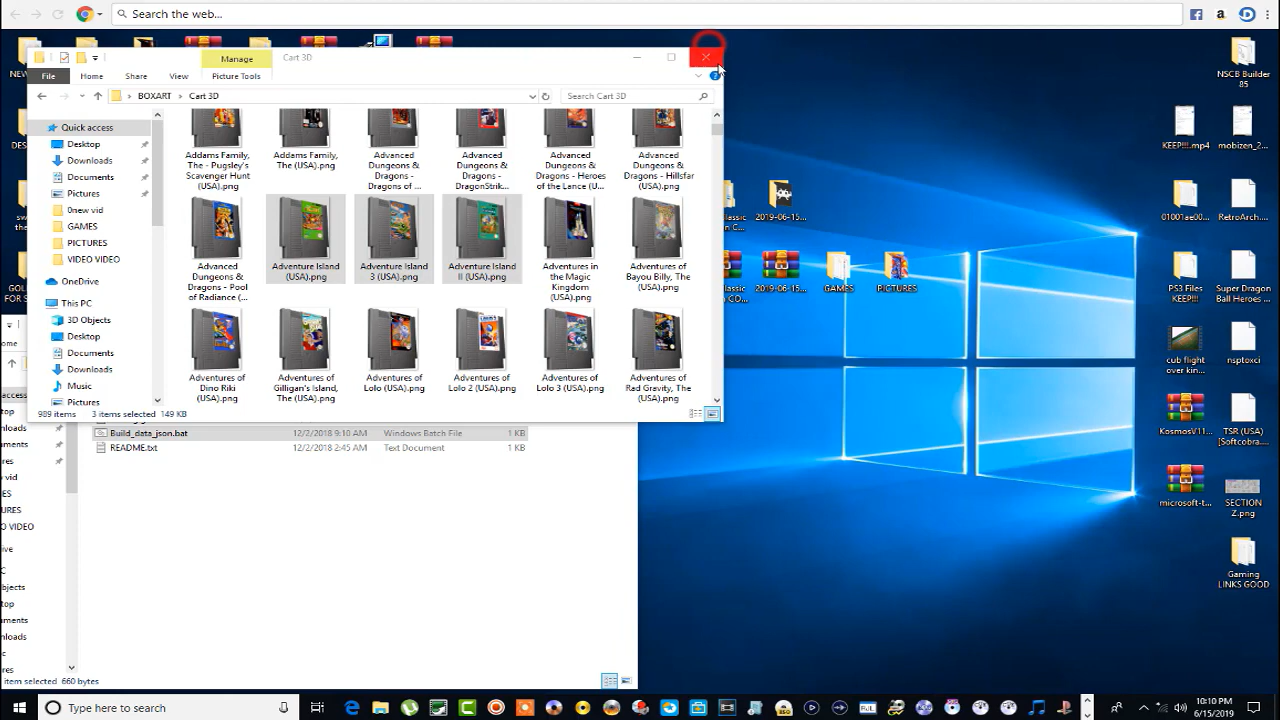 Search the web...
Manage
Cart 3D
File
Home
Share
View
Picture Tools
BOXART
Cart 3D
Search Cart 3D
Quick access
Desktop
Downloads
Documents
Pictures
0new vid
GAMES
PICTURES
VIDEO VIDEO
OneDrive
This PC
3D Objects
Desktop
Documents
Downloads
Music
Pictures
Addams Family,
The - Pugsley's
Scavenger Hunt
(USA).png
Addams Family,
The (USA).png
Advanced
Dungeons &
Dragons -
Dragons of ...
Advanced
Dungeons &
Dragons -
DragonStrik...
Advanced
Dungeons &
Dragons - Heroes
of the Lance (U...
Advanced
Dungeons &
Dragons - Hillsfar
(USA).png
Advanced
Dungeons &
Dragons - Pool
of Radiance (...
Adventure Island
(USA).png
Adventure Island
3 (USA).png
Adventure Island
II (USA).png
Adventures in
the Magic
Kingdom
(USA).png
Adventures of
Bayou Billy, The
(USA).png
Adventures of
Dino Riki
(USA).png
Adventures of
Gilligan's Island,
The (USA).png
Adventures of
Lolo (USA).png
Adventures of
Lolo 2 (USA).png
Adventures of
Lolo 3 (USA).png
Adventures of
Rad Gravity, The
(USA).png
989 items
3 items selected
149 KB
Build_data_json.bat
12/2/2018 9:10 AM
Windows Batch File
1 KB
README.txt
12/2/2018 2:45 AM
Text Document
1 KB
item selected
660 bytes
2019-06-15...
2019-06-15...
GAMES
PICTURES
NSCB Builder
85
KEEP!!!.mp4
mobizen_2...
01001ae00...
RetroArch...
PS3 Files
KEEP!!!
Super Dragon
Ball Heroes ...
cub flight
over kin...
nsptoxci
KosmosV11...
TSR (USA)
[Softcobra...
microsoft-t...
SECTION
Z.png
Gaming
LINKS GOOD
Type here to search
10:10 PM
6/15/2019